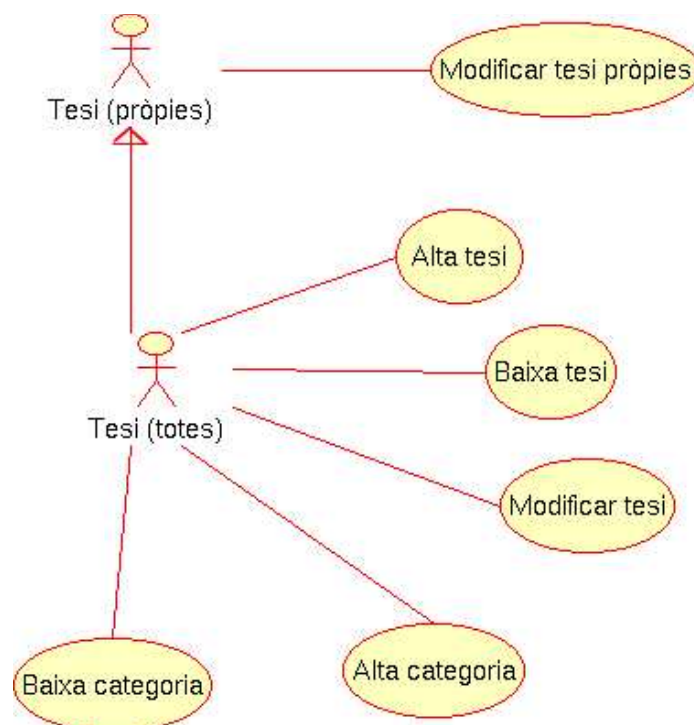 Modificar tesi pròpies
Tesi (pròpies)
Alta tesi
Baixa tesi
Tesi (totes)
Modificar tesi
Alta categoria
Baixa categoria